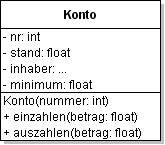 Konto
- nr: int
- stand: float
- inhaber: ...
- minimum: float
Konto(nummer: int)
+ einzahlen(betrag: float)
+ auszahlen(betrag: float)